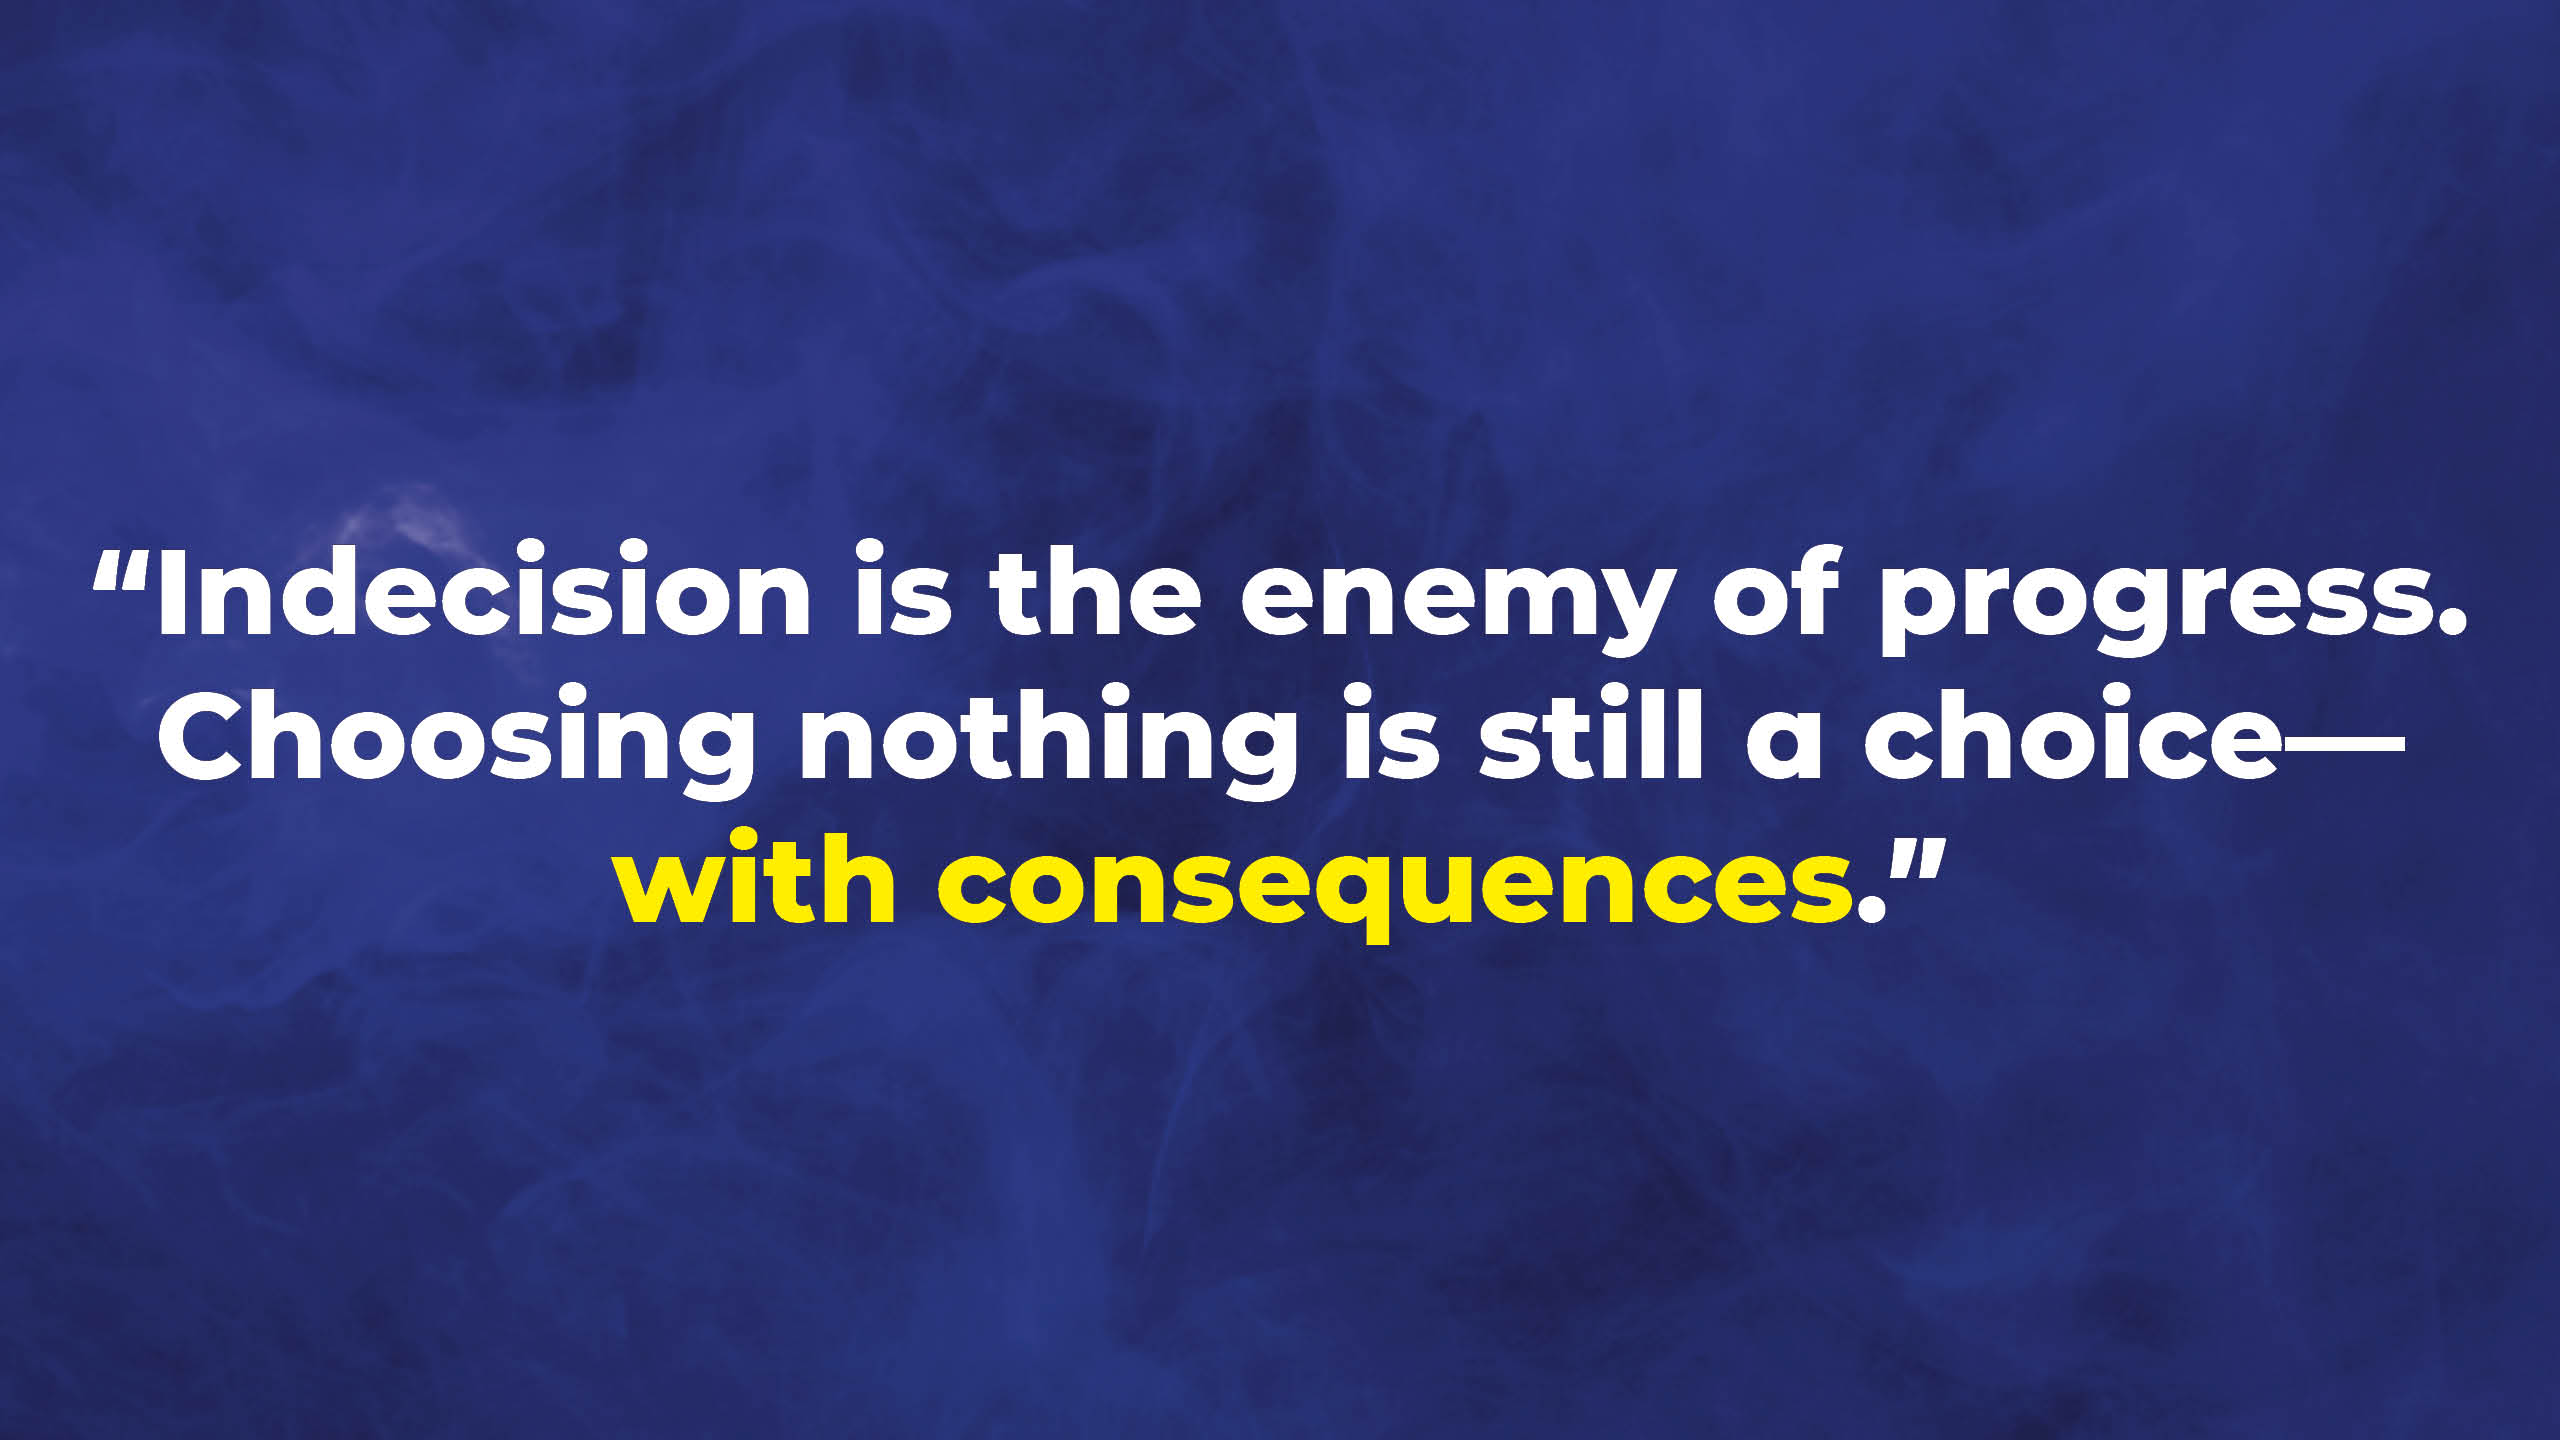 “Indecision is the enemy of progress.
Choosing nothing is still a choice—
with consequences.”